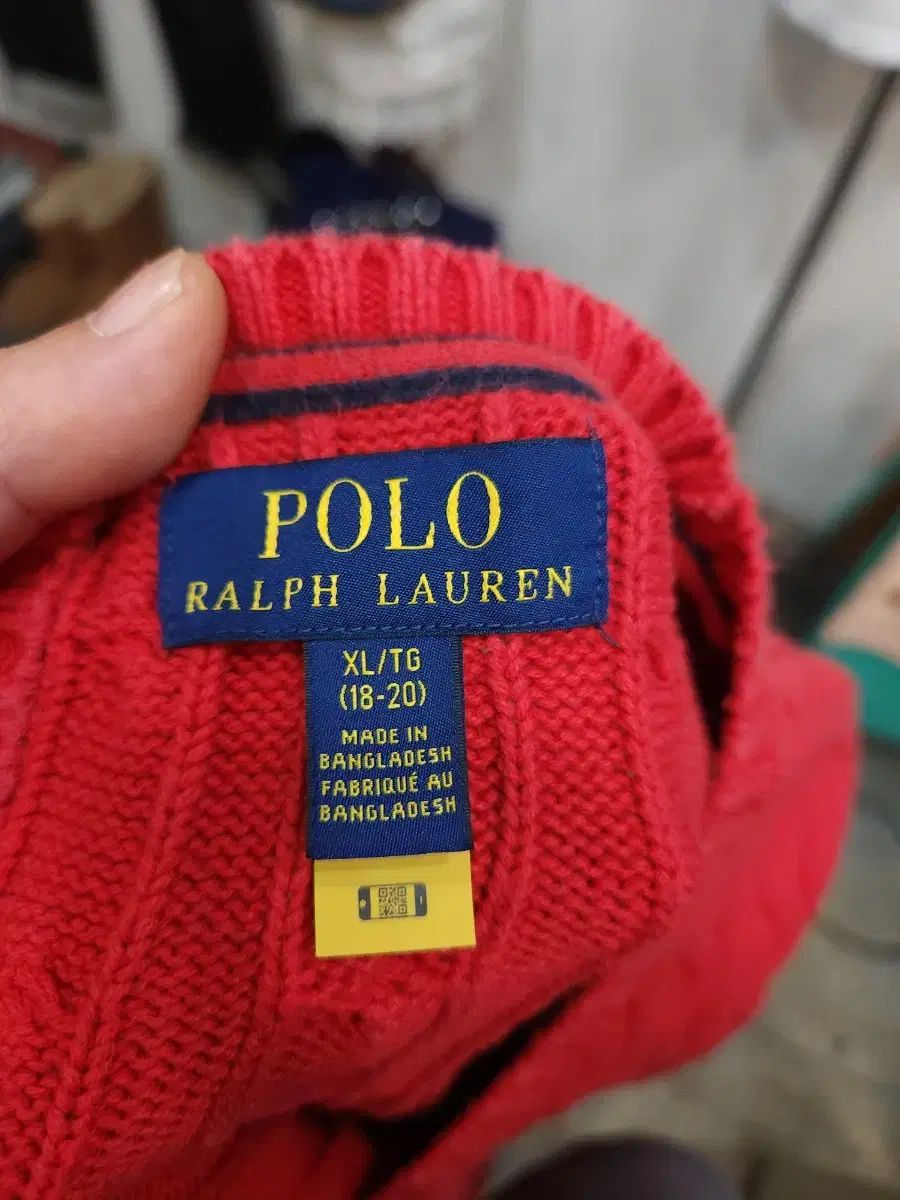 POLO
RALPH LAUREN
XL/TG
(18-20)
MADE IN
BANGLADESH
FABRIQUÉ AU
BANGLADESH